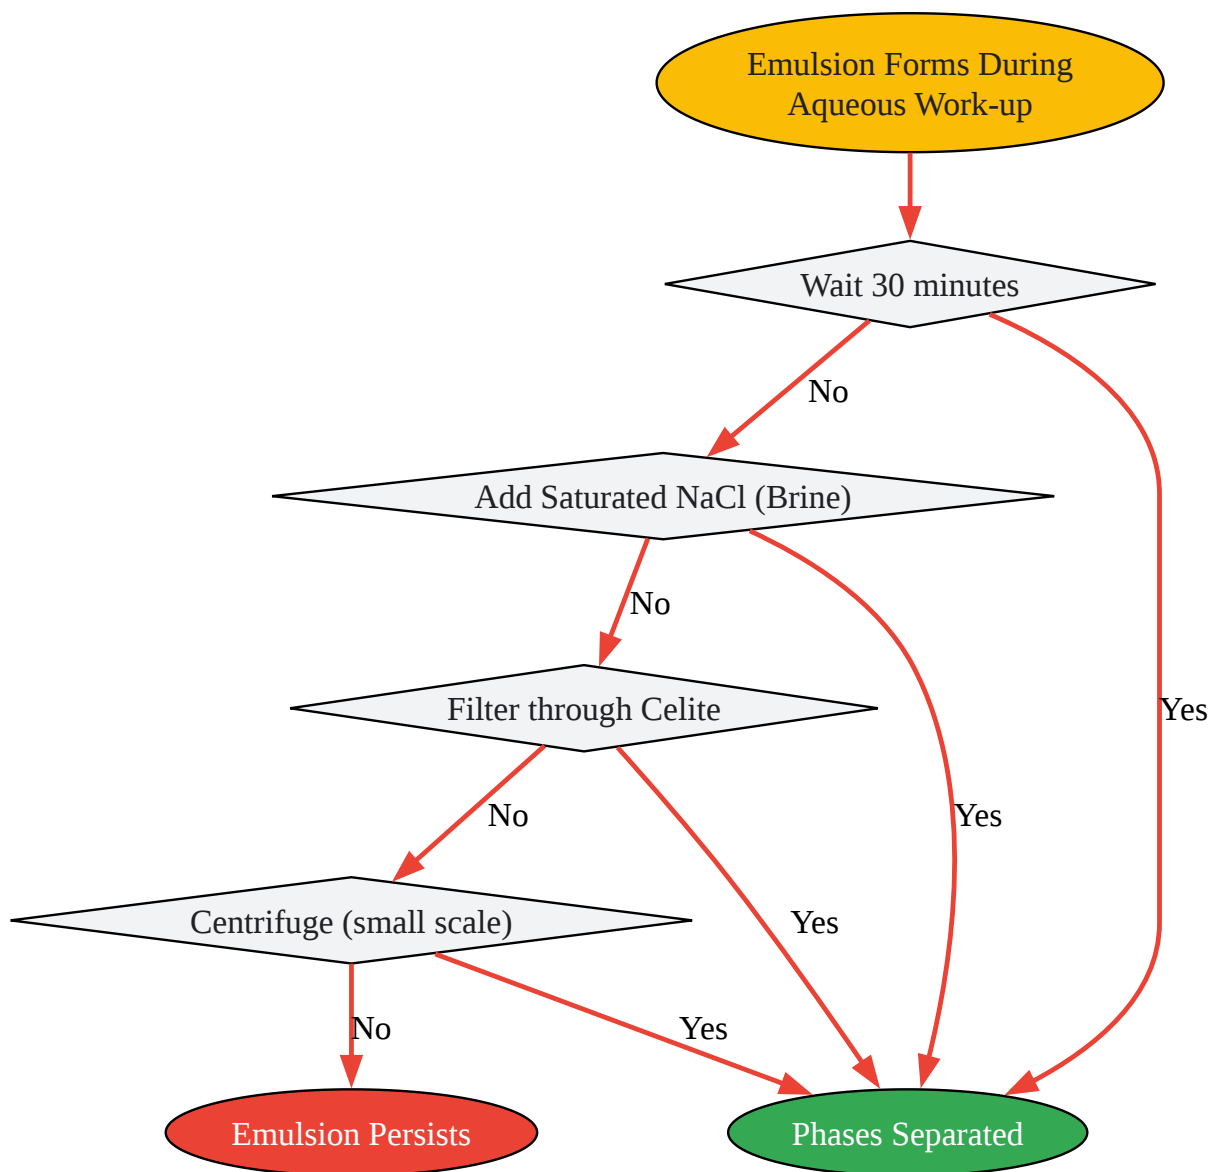 Emulsion Forms During
Aqueous Work-up
Wait 30 minutes
No
Add Saturated NaCl (Brine)
No
Filter through Celite
Yes
No
Yes
Centrifuge (small scale)
Yes
No
Yes
Emulsion Persists
Phases Separated